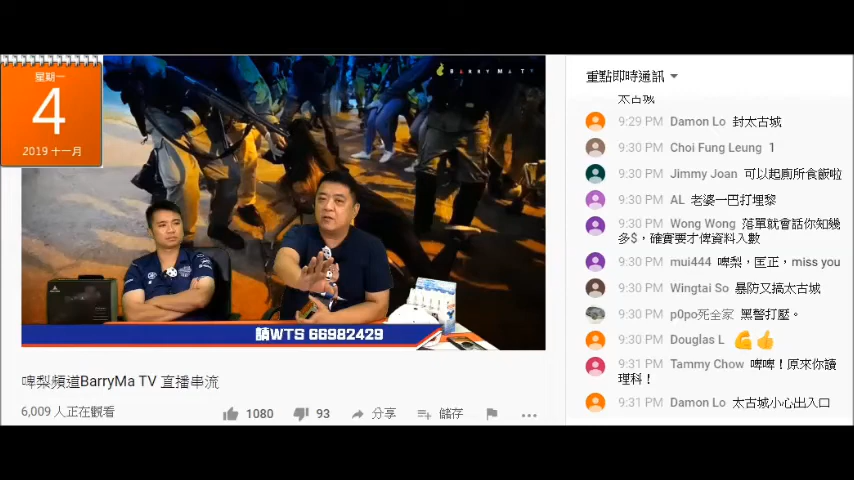 星期一
4
2019 十一月
BARRYMA TV
請WTS 66982429
啤梨頻道BarryMa TV 直播串流
6,009 人正在觀看
1080
93
分享
儲存
重點即時通訊
太古城
9:29 PM Damon Lo 封太古城
9:30 PM Choi Fung Leung 1
9:30 PM Jimmy Joan 可以起廁所食飯啦
9:30 PM AL 老婆一巴打埋黎
9:30 PM Wong Wong 落單就會話你知幾
多$，確實要才俾資料入數
9:30 PM mui444 啤梨，匡正，miss you
9:30 PM Wingtai So 暴防又搞太古城
9:30 PM p0po死全家 黑警打壓。
9:30 PM Douglas L 💪👍
9:31 PM Tammy Chow 啤啤！原來你讀
理科！
9:31 PM Damon Lo 太古城小心出入口